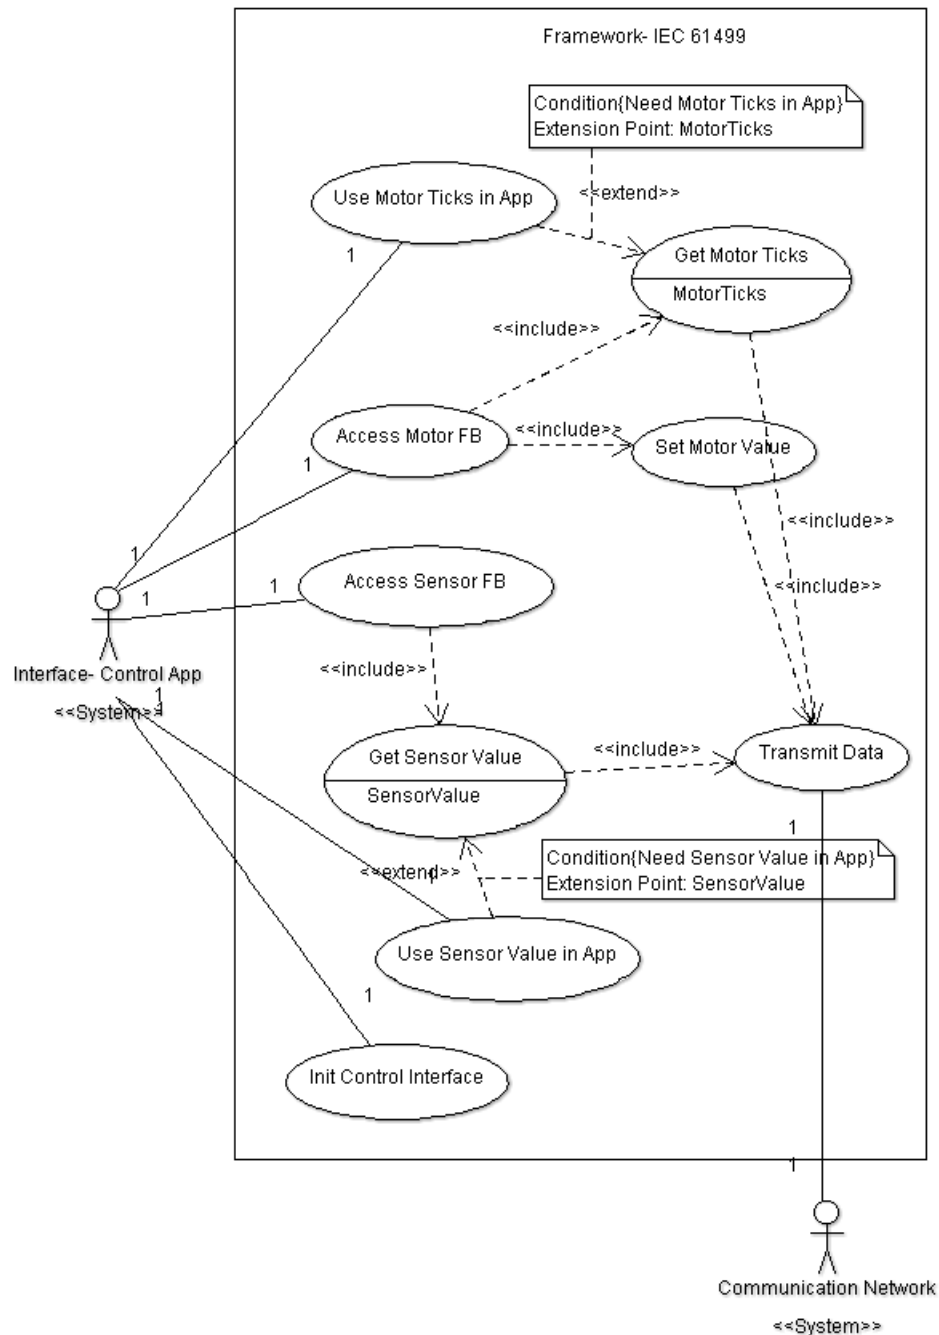 Framework- IEC 61499
Condition{Need Motor Ticks in App}
Extension Point: MotorTicks
Use Motor Ticks in App
<<extend>>
1
Get Motor Ticks
MotorTicks
<<include>>
Access Motor FB
<<include>>
Set Motor Value
1
<<include>>
1
Access Sensor FB
<<include>>
1
1
Interface- Control App
<<System>>
1
1
<<include>>
Get Sensor Value
SensorValue
<<include>>
Transmit Data
1
Condition{Need Sensor Value in App}
Extension Point: SensorValue
<<extend>>
1
Use Sensor Value in App
1
Init Control Interface
1
Communication Network
<<System>>